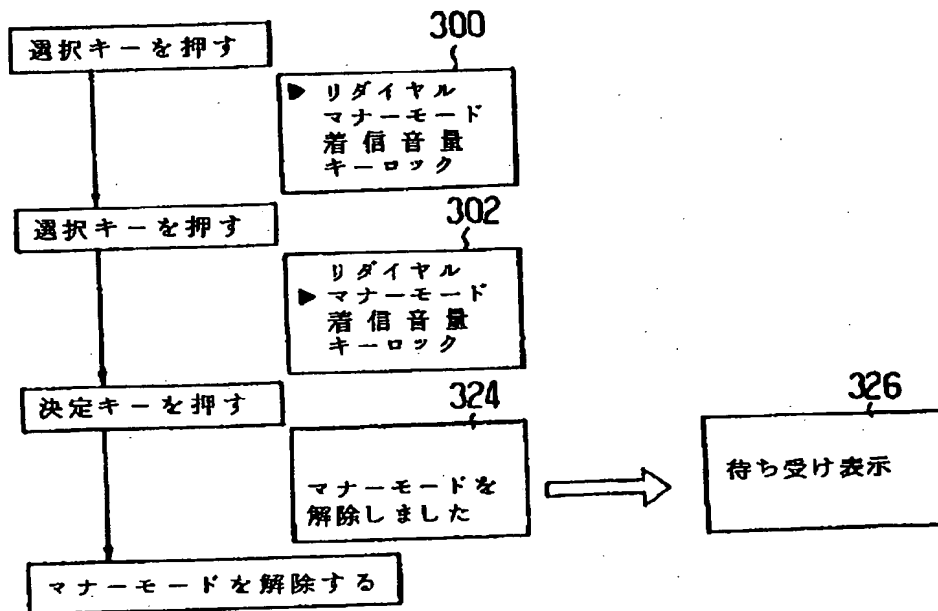 選択キーを押す
300
▶ リダイヤル
マナーモード
着信音量
キーロック
選択キーを押す
302
リダイヤル
▶ マナーモード
着信音量
キーロック
決定キーを押す
324
マナーモードを
解除しました
326
待ち受け表示
マナーモードを解除する